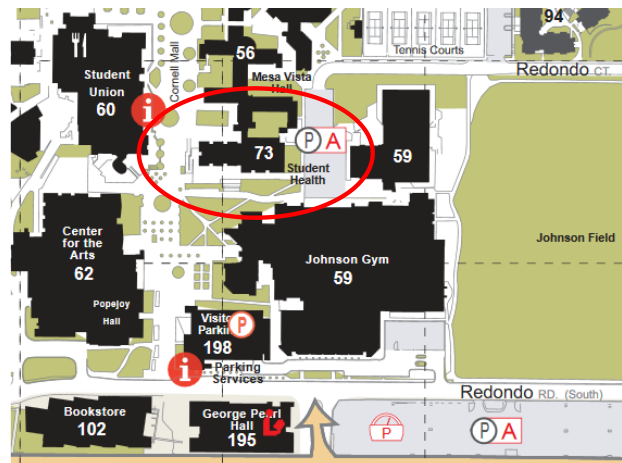 94
Tennis Courts
56
Cornell Mall
Student
Union
60
i
Mesa Vista
Hall
Redondo CT.
P A
73
Student
Health
59
Center
for the
Arts
62
Popejoy
Hall
Johnson Gym
59
Johnson Field
Visito
Parkin
P
198
i
Parking
Services
Redondo RD. (South)
Bookstore
102
George Pearl
Hall
195
P
P A